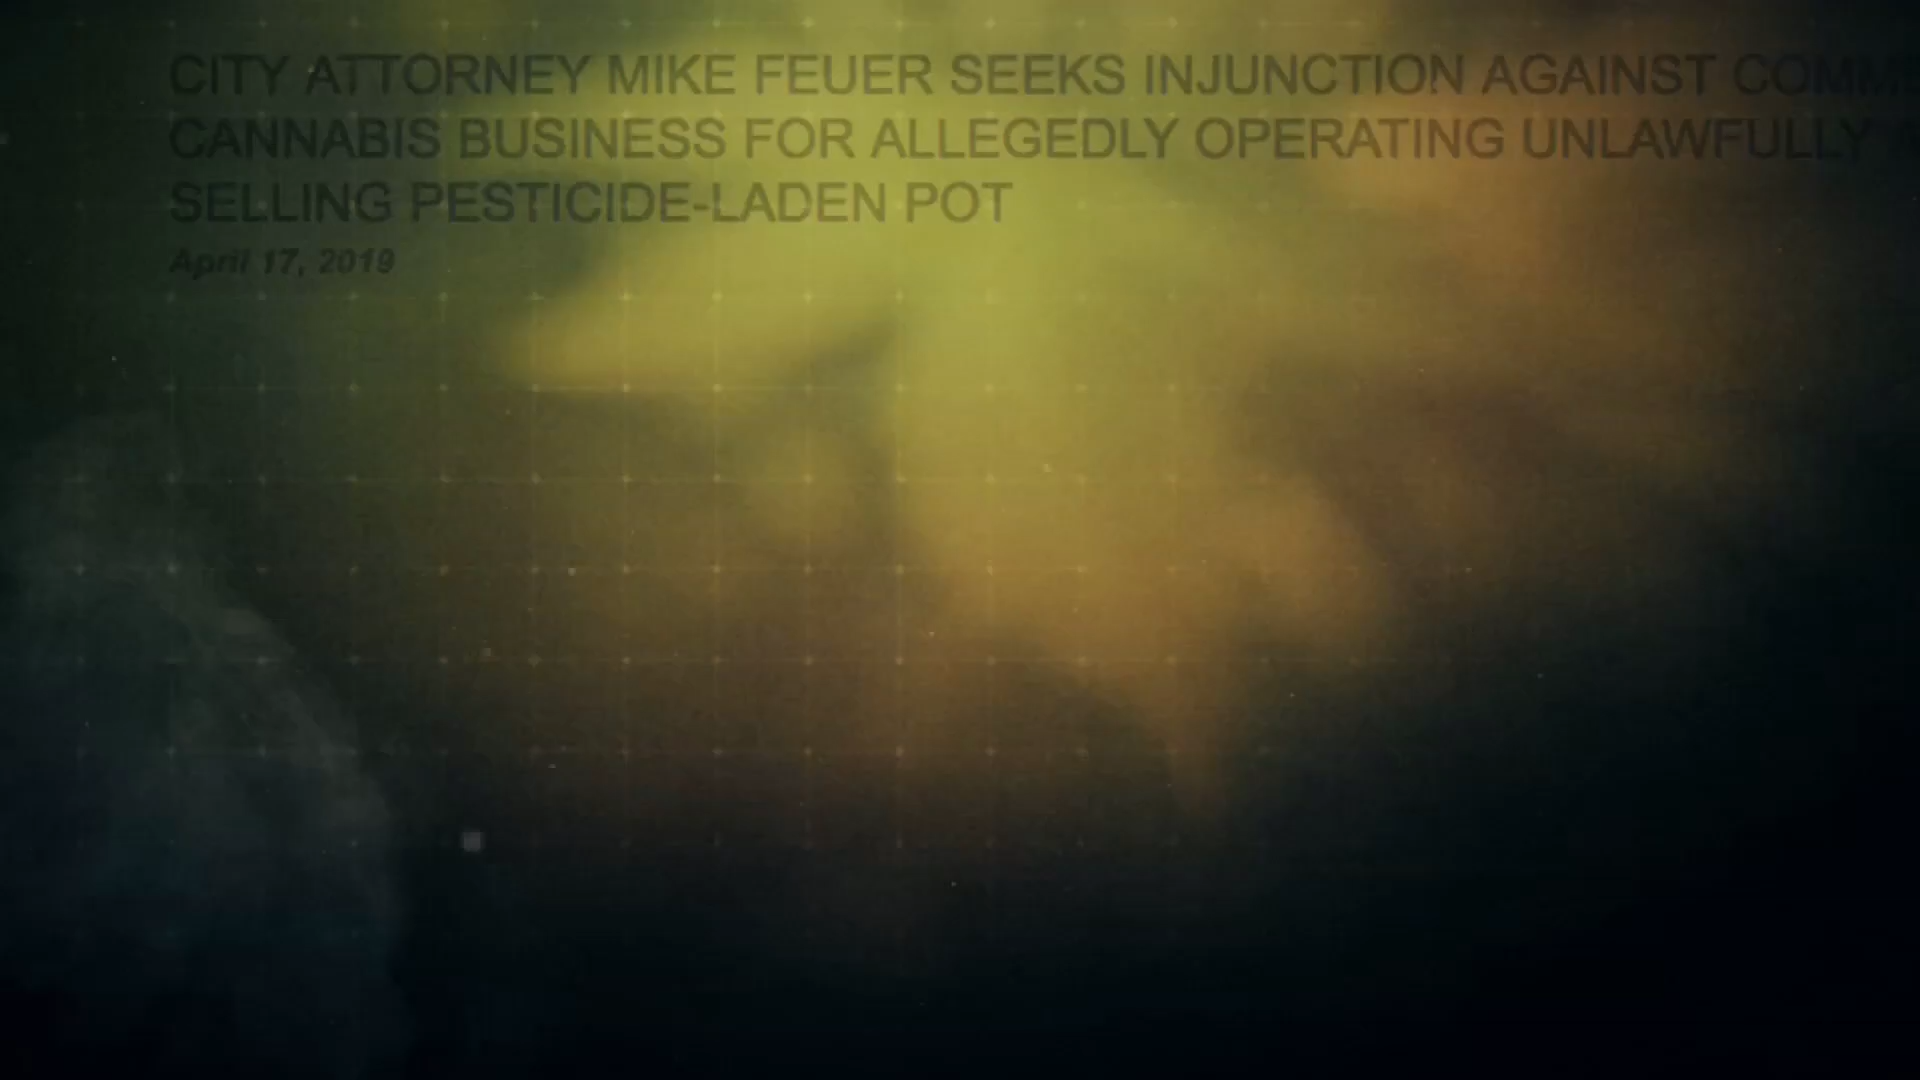 CITY ATTORNEY MIKE FEUER SEEKS INJUNCTION AGAINST
CANNABIS BUSINESS FOR ALLEGEDLY OPERATING UNLAWFULLY
SELLING PESTICIDE-LADEN POT
April 17, 2019